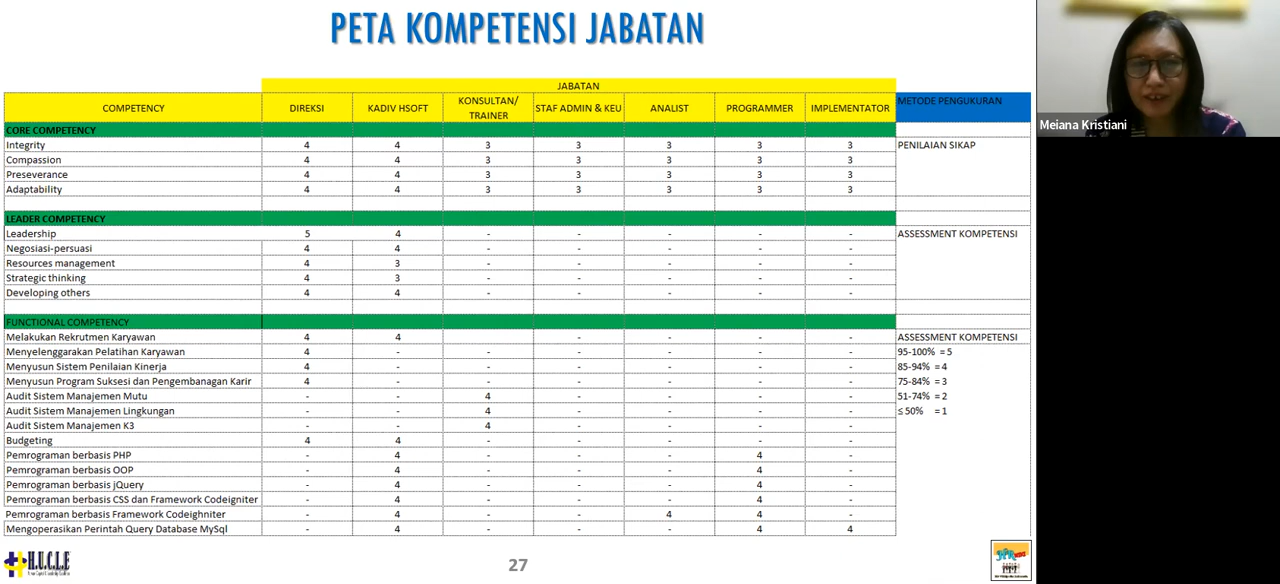 PETA KOMPETENSI JABATAN
JABATAN
COMPETENCY DIREKSI KADIV HSOFT KONSULTAN/ TRAINER STAF ADMIN & KEU ANALIST PROGRAMMER IMPLEMENTATOR METODE PENGUKURAN
CORE COMPETENCY
Integrity 4 4 3 3 3 3 3 PENILAIAN SIKAP
Compassion 4 4 3 3 3 3 3
Preseverance 4 4 3 3 3 3 3
Adaptability 4 4 3 3 3 3 3
LEADER COMPETENCY
Leadership 5 4 - - - - - ASSESSMENT KOMPETENSI
Negosiasi-persuasi 4 4 - - - - -
Resources management 4 3 - - - - -
Strategic thinking 4 3 - - - - -
Developing others 4 4 - - - - -
FUNCTIONAL COMPETENCY
Melakukan Rekrutmen Karyawan 4 4 - - - - ASSESSMENT KOMPETENSI
Menyelenggarakan Pelatihan Karyawan 4 - - - - - - 95-100% = 5
Menyusun Sistem Penilaian Kinerja 4 - - - - - - 85-94% = 4
Menyusun Program Suksesi dan Pengembanagan Karir 4 - - - - - - 75-84% = 3
Audit Sistem Manajemen Mutu - - 4 - - - - 51-74% = 2
Audit Sistem Manajemen Lingkungan - - 4 - - - - ≤ 50% = 1
Audit Sistem Manajemen K3 - - 4 - - - -
Budgeting 4 4 - - - - -
Pemrograman berbasis PHP - 4 - - - 4 -
Pemrograman berbasis OOP - 4 - - - 4 -
Pemrograman berbasis jQuery - 4 - - - 4 -
Pemrograman berbasis CSS dan Framework Codeigniter - 4 - - - 4 -
Pemrograman berbasis Framework Codeighniter - 4 - - 4 4 -
Mengoperasikan Perintah Query Database MySql - 4 - - - 4 4
H.U.C.L.E
27
Meiana Kristiani